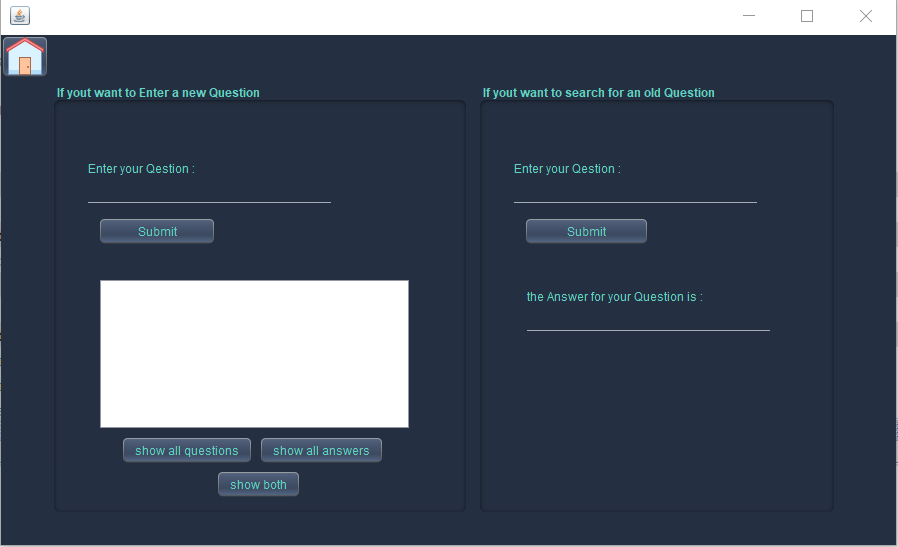 If yout want to Enter a new Question
Enter your Qestion :
Submit
show all questions
show all answers
show both
If yout want to search for an old Question
Enter your Qestion :
Submit
the Answer for your Question is :